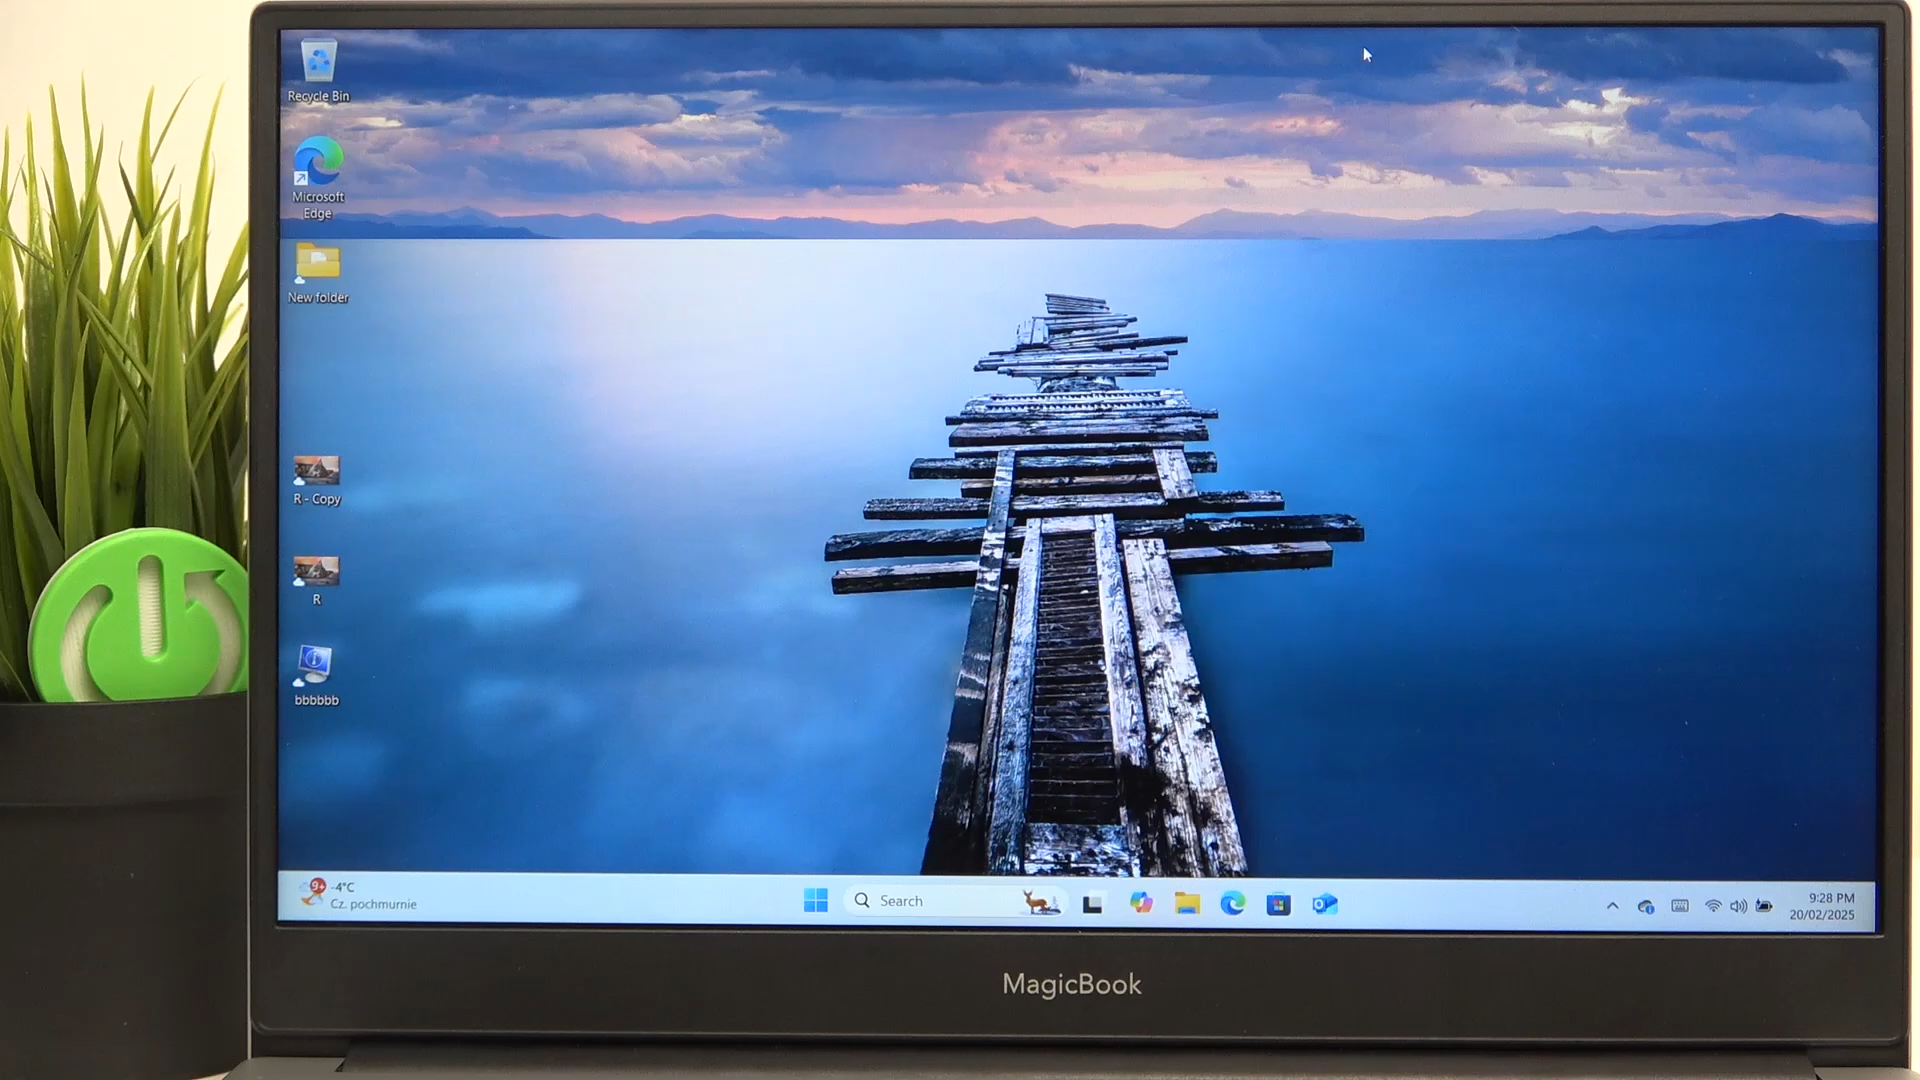 Recycle Bin
Microsoft
Edge
New folder
R - Copy
R
bbbbbb
9+
-4°C
Cz. pochmurnie
Search
9:28 PM
20/02/2025
MagicBook